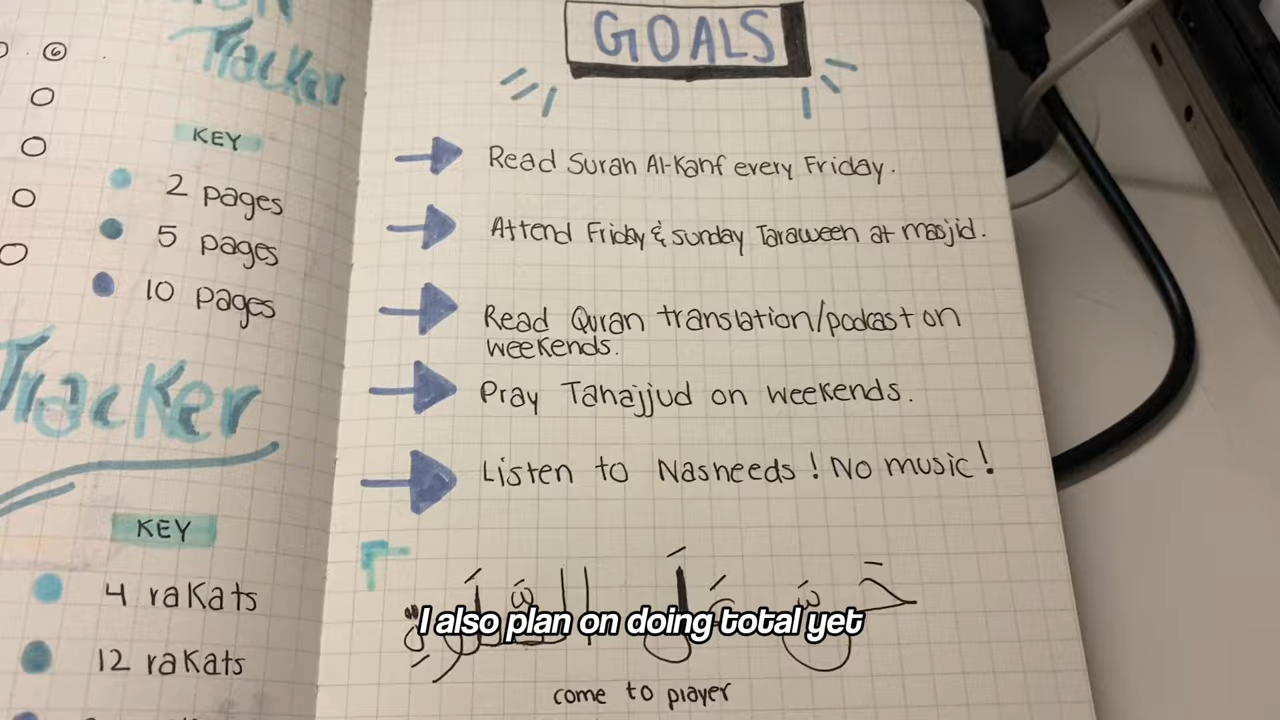 6
Tracker
KEY
2 pages
5 pages
10 pages
Tracker
KEY
4 rakats
12 rakats
GOALS
Read Surah Al-Kahf every Friday.
Attend Friday & Sunday Taraweeh at masjid.
Read Quran translation/podcast on
weekends.
Pray Tahajjud on weekends.
Listen to Nasheeds! No music!
I also plan on doing total yet
come to prayer